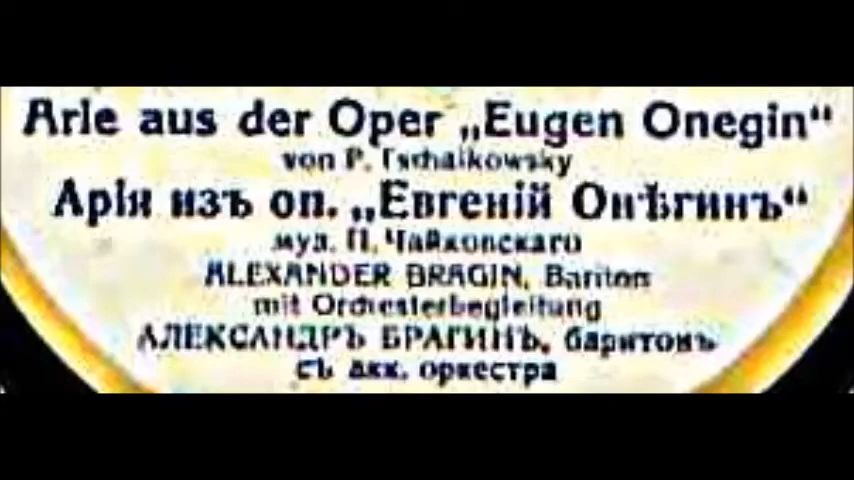 Arie aus der Oper „Eugen Onegin“
von P. Tschaikowsky
Арія изъ оп. „Евгеній Онѣгинъ“
муз. П. Чайковскаго
ALEXANDER BRAGIN, Bariton
mit Orchesterbegleitung
АЛЕКСАНДРЪ БРАГИНЪ, баритонъ
съ акк. оркестра